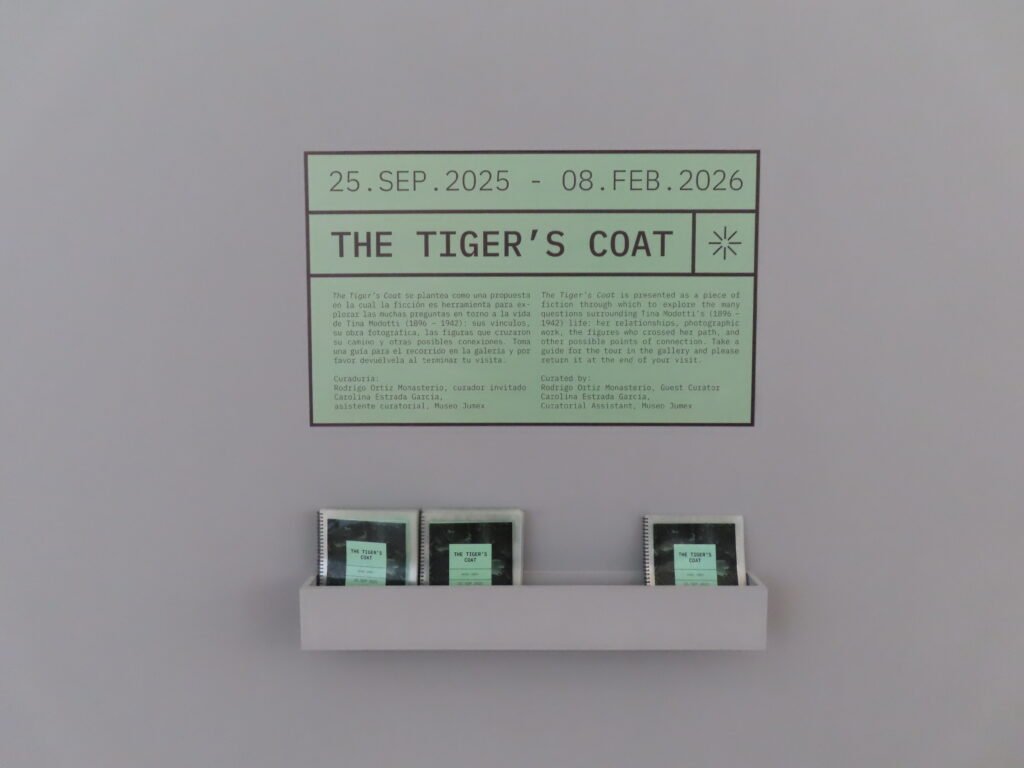 25.SEP.2025 - 08.FEB.2026
THE TIGER'S COAT
The Tiger's Coat se plantea como una propuesta
en la cual la ficción es herramienta para ex-
plorar las muchas preguntas en torno a la vida
de Tina Modotti (1896 – 1942): sus vínculos,
su obra fotográfica, las figuras que cruzaron
su camino y otras posibles conexiones. Toma
una guía para el recorrido en la galería y por
favor devuélvela al terminar tu visita.
Curaduría:
Rodrigo Ortiz Monasterio, curador invitado
Carolina Estrada García,
asistente curatorial, Museo Jumex
The Tiger's Coat is presented as a piece of
fiction through which to explore the many
questions surrounding Tina Modotti's (1896 –
1942) life: her relationships, photographic
work, the figures who crossed her path, and
other possible points of connection. Take a
guide for the tour in the gallery and please
return it at the end of your visit.
Curated by:
Rodrigo Ortiz Monasterio, Guest Curator
Carolina Estrada García,
Curatorial Assistant, Museo Jumex
THE TIGER'S
COAT
THE TIGER'S
COAT
THE TIGER'S
COAT